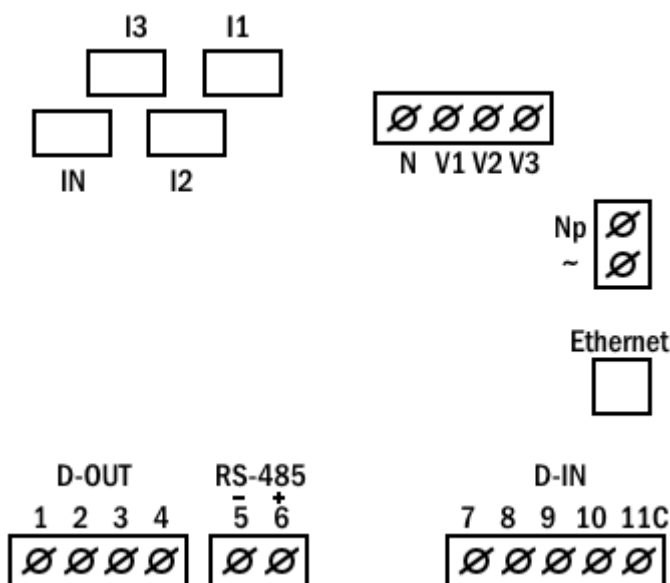 I3 I1
IN I2
N V1 V2 V3
Np
~
Ethernet
D-OUT RS-485 D-IN
- +
1 2 3 4 5 6 7 8 9 10 11C